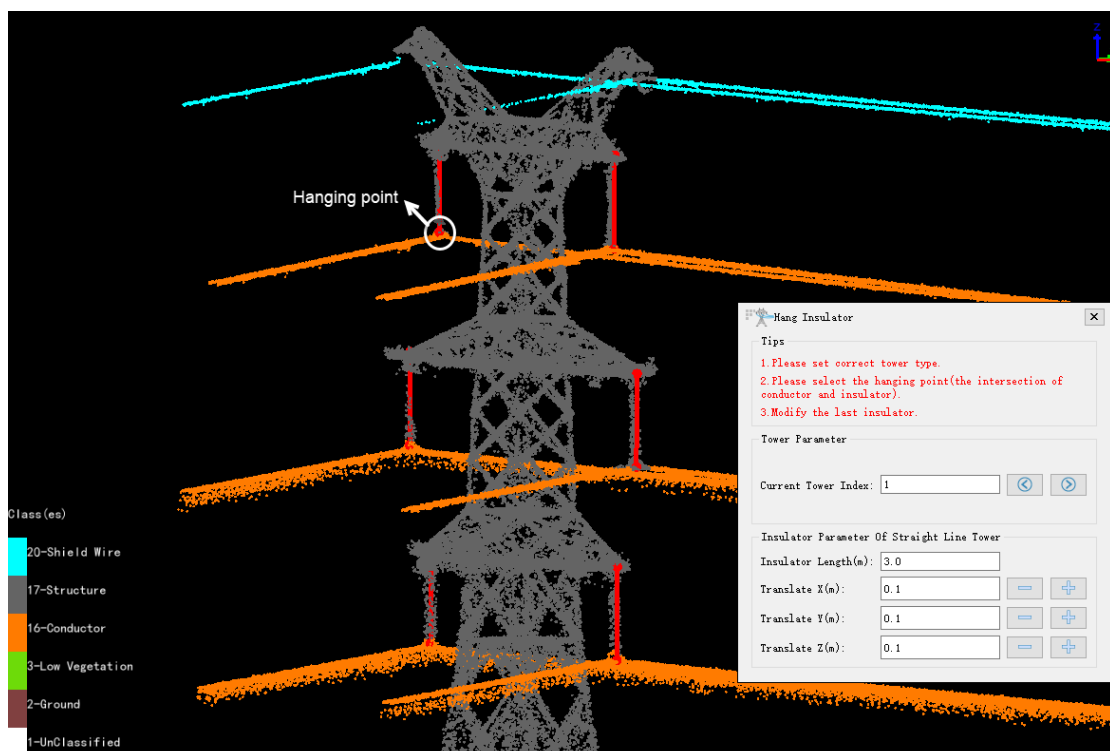 Z
Hanging point
Hang Insulator
Tips
1.Please set correct tower type.
2.Please select the hanging point(the intersection of
conductor and insulator).
3.Modify the last insulator.
Tower Parameter
Current Tower Index: 1
Insulator Parameter Of Straight Line Tower
Insulator Length(m): 3.0
Translate X(m): 0.1
Translate Y(m): 0.1
Translate Z(m): 0.1
Class(es)
20-Shield Wire
17-Structure
16-Conductor
3-Low Vegetation
2-Ground
1-UnClassified